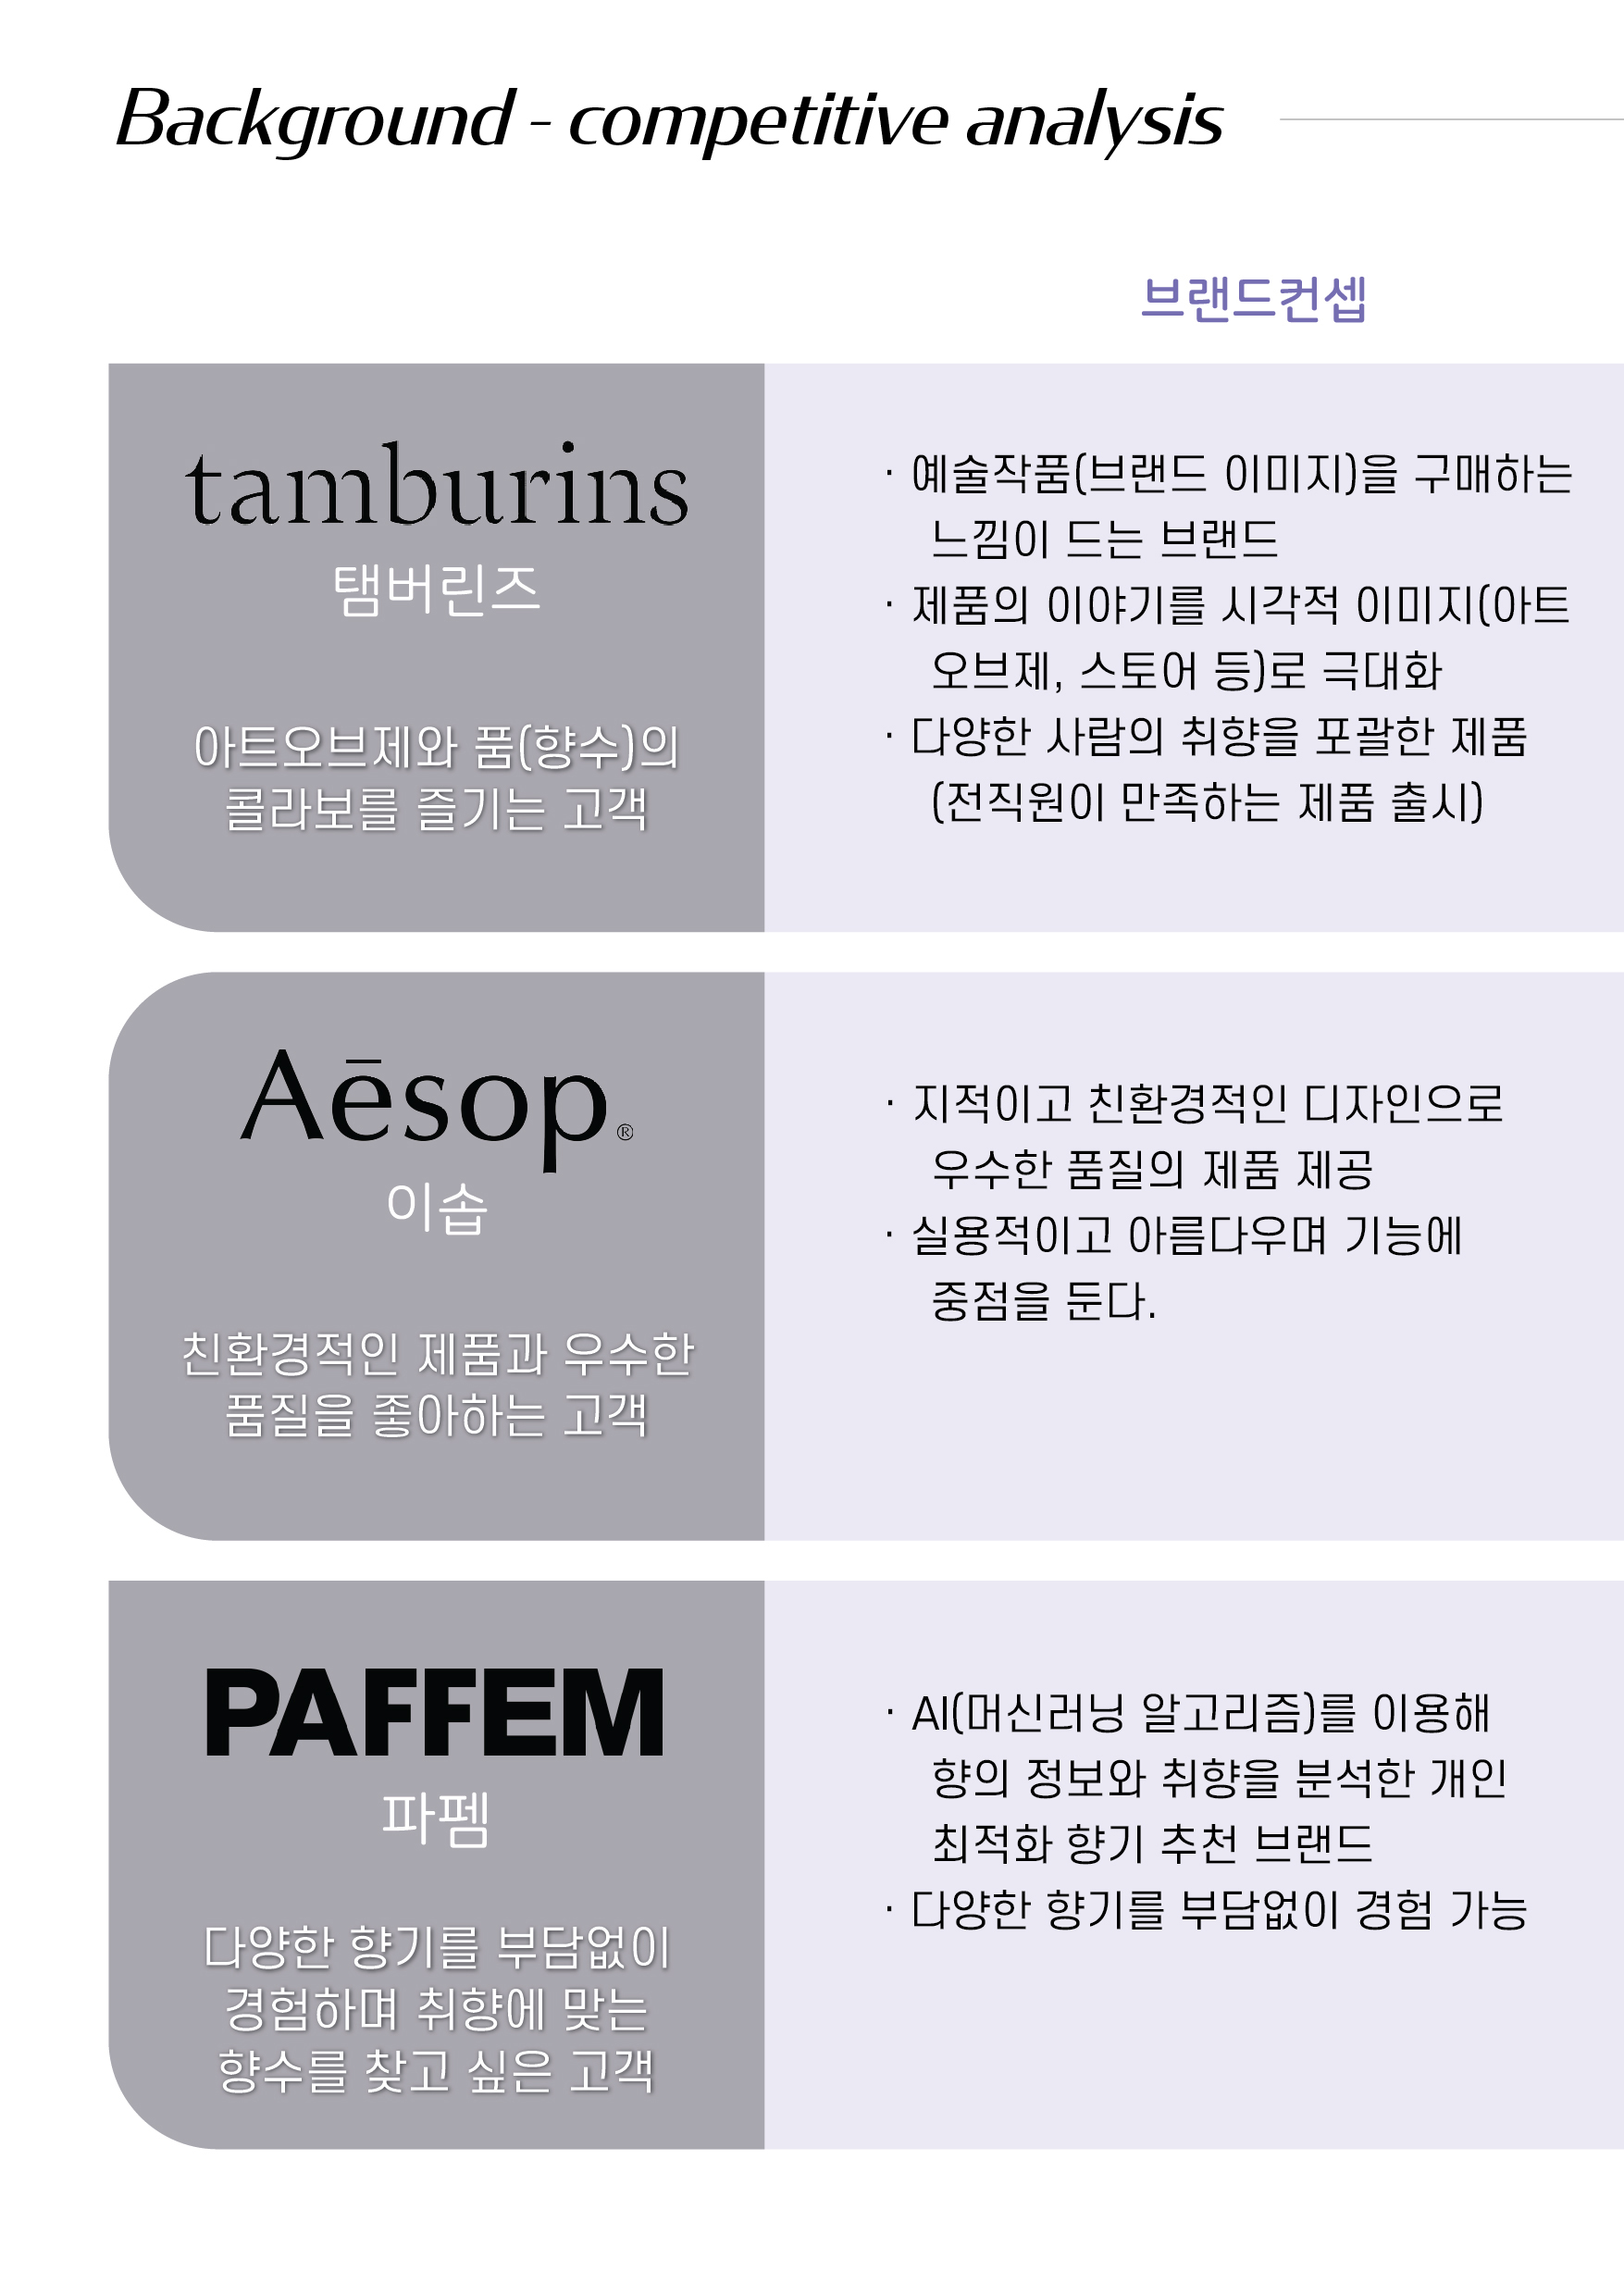 Background - competitive analysis
브랜드컨셉
tamburins
탬버린즈
아트오브제와 품(향수)의
콜라보를 즐기는 고객
· 예술작품(브랜드 이미지)을 구매하는
느낌이 드는 브랜드
· 제품의 이야기를 시각적 이미지(아트
오브제, 스토어 등)로 극대화
· 다양한 사람의 취향을 포괄한 제품
(전직원이 만족하는 제품 출시)
Aēsop®
이솝
친환경적인 제품과 우수한
품질을 좋아하는 고객
· 지적이고 친환경적인 디자인으로
우수한 품질의 제품 제공
· 실용적이고 아름다우며 기능에
중점을 둔다.
PAFFEM
파펨
다양한 향기를 부담없이
경험하며 취향에 맞는
향수를 찾고 싶은 고객
· AI(머신러닝 알고리즘)를 이용해
향의 정보와 취향을 분석한 개인
최적화 향기 추천 브랜드
· 다양한 향기를 부담없이 경험 가능